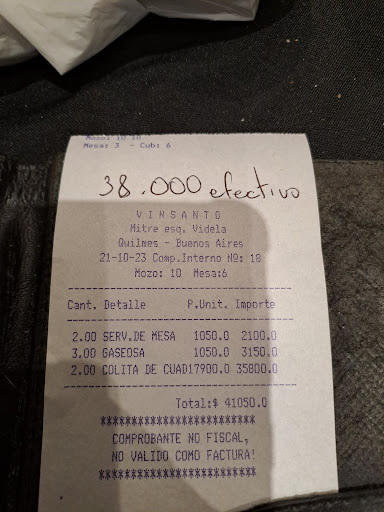 Mozo: 10 10
Mesa: 3 - Cub: 6
38.000 efectivo
VINSANTO
Mitre esq. Videla
Quilmes - Buenos Aires
21-10-23 Comp.Interno Nº: 18
Mozo: 10 Mesa:6
Cant. Detalle P.Unit. Importe
2.00 SERV.DE MESA 1050.0 2100.0
3.00 GASEOSA 1050.0 3150.0
2.00 COLITA DE CUAD17900.0 35800.0
Total:$ 41050.0
************************
COMPROBANTE NO FISCAL,
NO VALIDO COMO FACTURA!
************************